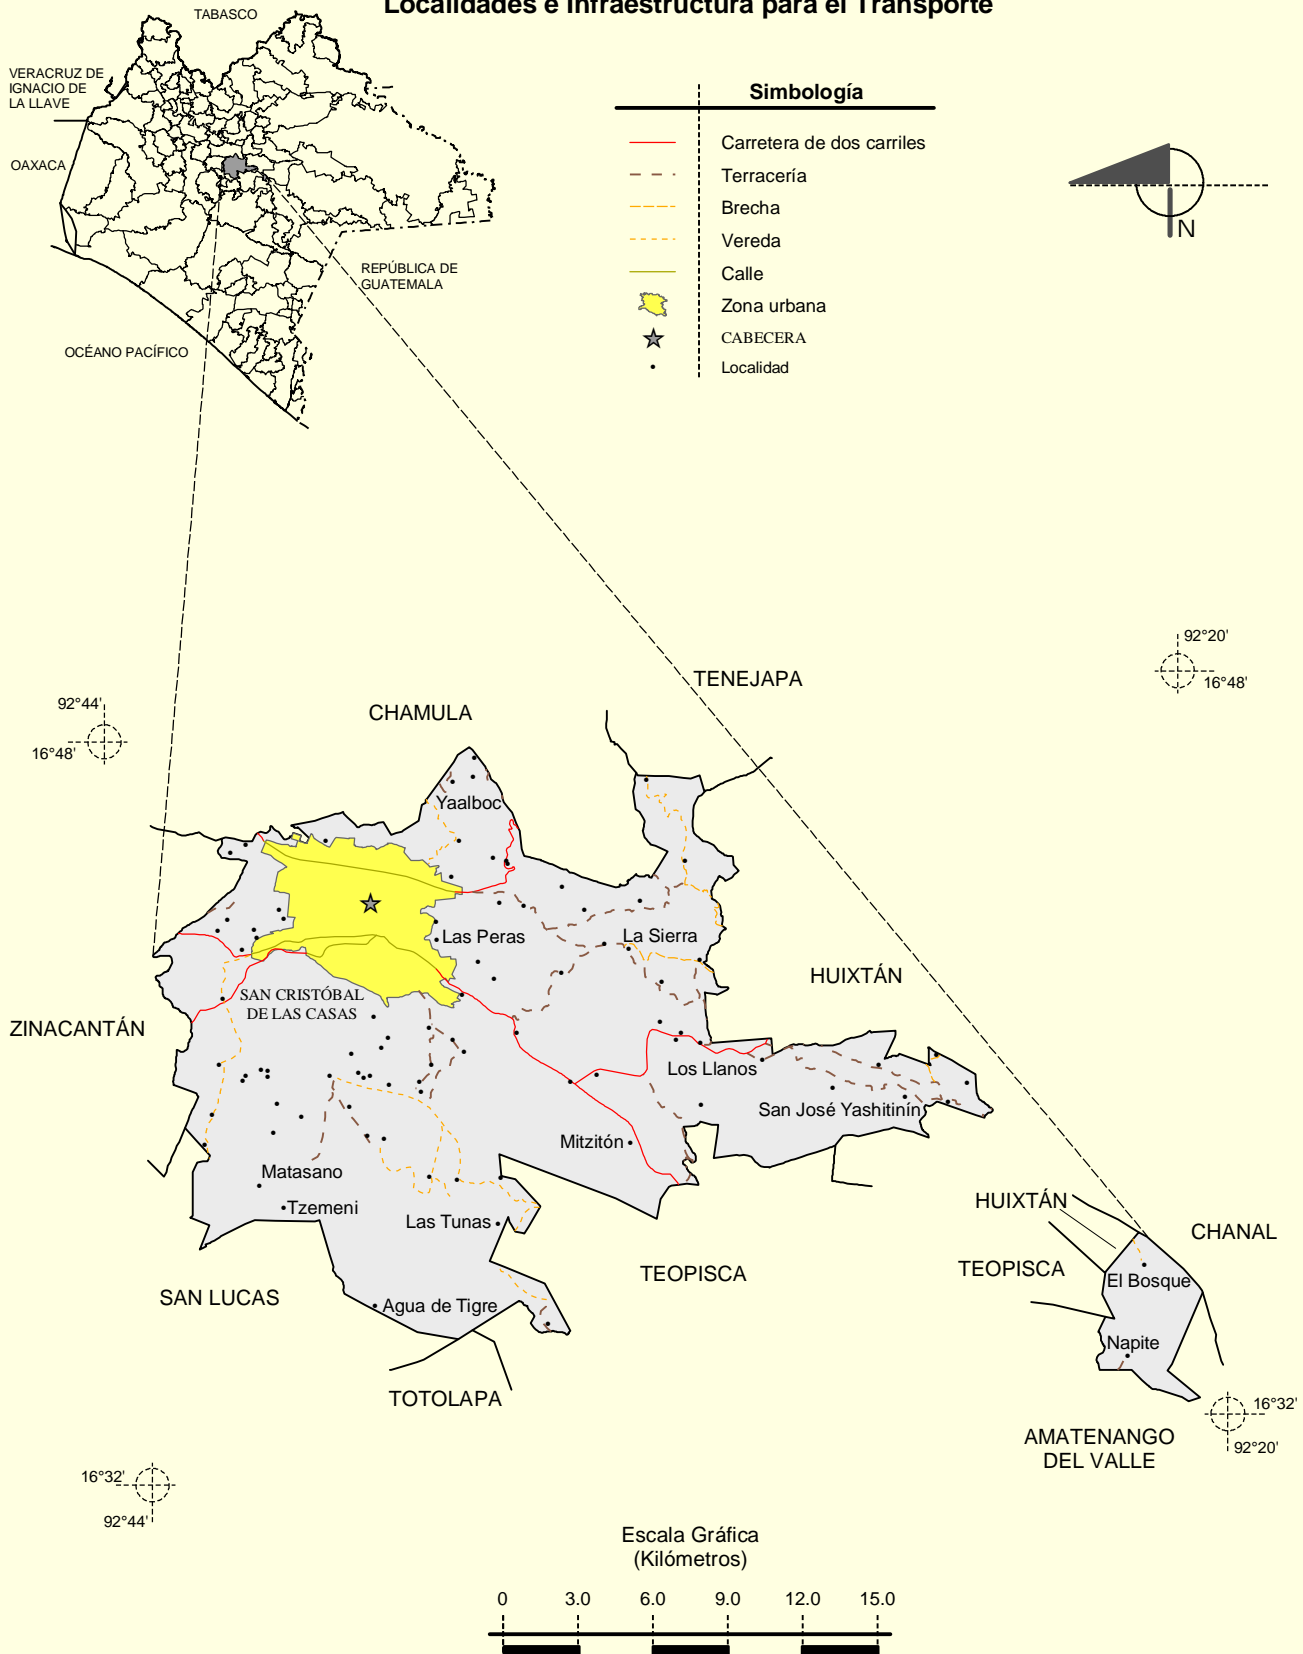 Localidades e Infraestructura para el Transporte
TABASCO
VERACRUZ DE
IGNACIO DE
LA LLAVE
OAXACA
REPÚBLICA DE
GUATEMALA
OCÉANO PACÍFICO
Simbología
Carretera de dos carriles
Terracería
Brecha
Vereda
Calle
Zona urbana
CABECERA
Localidad
N
92°20'
16°48'
92°44'
16°48'
TENEJAPA
CHAMULA
Yaalboc
Las Peras
La Sierra
HUIXTÁN
SAN CRISTÓBAL
DE LAS CASAS
ZINACANTÁN
Los Llanos
San José Yashitinín
Mitzitón
Matasano
Tzemeni
Las Tunas
HUIXTÁN
CHANAL
TEOPISCA
TEOPISCA
El Bosque
SAN LUCAS
Agua de Tigre
Napite
TOTOLAPA
16°32'
92°20'
AMATENANGO
DEL VALLE
16°32'
92°44'
Escala Gráfica
(Kilómetros)
0 3.0 6.0 9.0 12.0 15.0